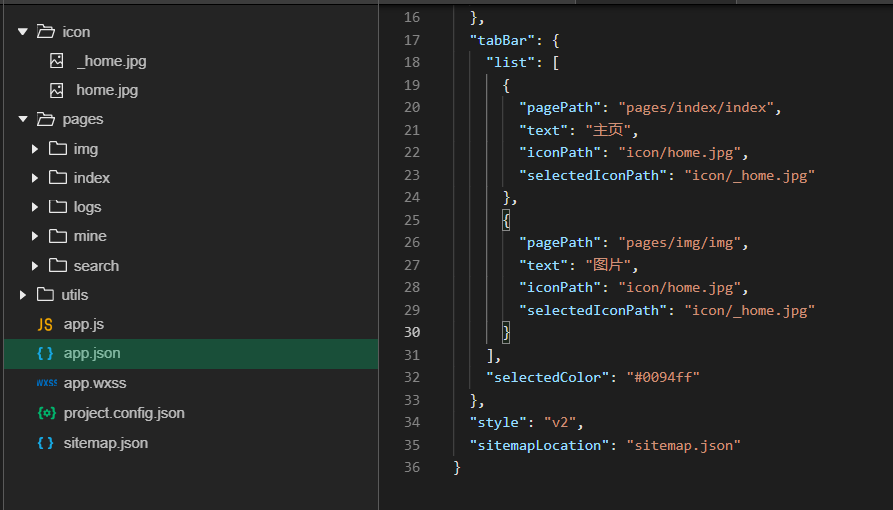 icon
_home.jpg
home.jpg
pages
img
index
logs
mine
search
utils
JS app.js
{ } app.json
wxss app.wxss
{o} project.config.json
{ } sitemap.json
16 },
17 "tabBar": {
18 "list": [
19 {
20 "pagePath": "pages/index/index",
21 "text": "主页",
22 "iconPath": "icon/home.jpg",
23 "selectedIconPath": "icon/_home.jpg"
24 },
25 {
26 "pagePath": "pages/img/img",
27 "text": "图片",
28 "iconPath": "icon/home.jpg",
29 "selectedIconPath": "icon/_home.jpg"
30 }
31 ],
32 "selectedColor": "#0094ff"
33 },
34 "style": "v2",
35 "sitemapLocation": "sitemap.json"
36 }